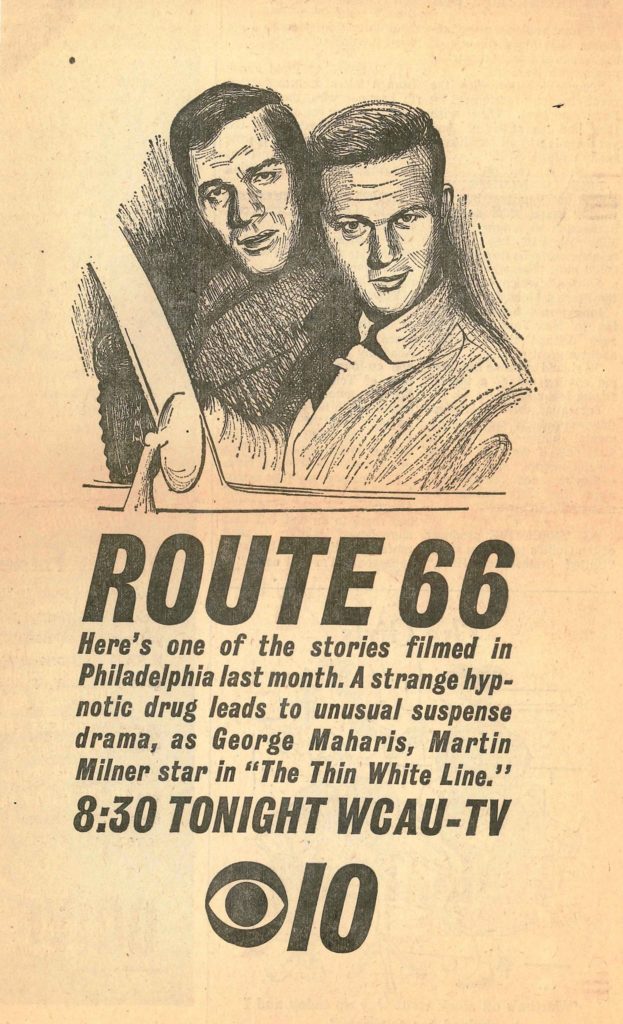 ROUTE 66
Here's one of the stories filmed in
Philadelphia last month. A strange hyp-
notic drug leads to unusual suspense
drama, as George Maharis, Martin
Milner star in "The Thin White Line."
8:30 TONIGHT WCAU-TV
10